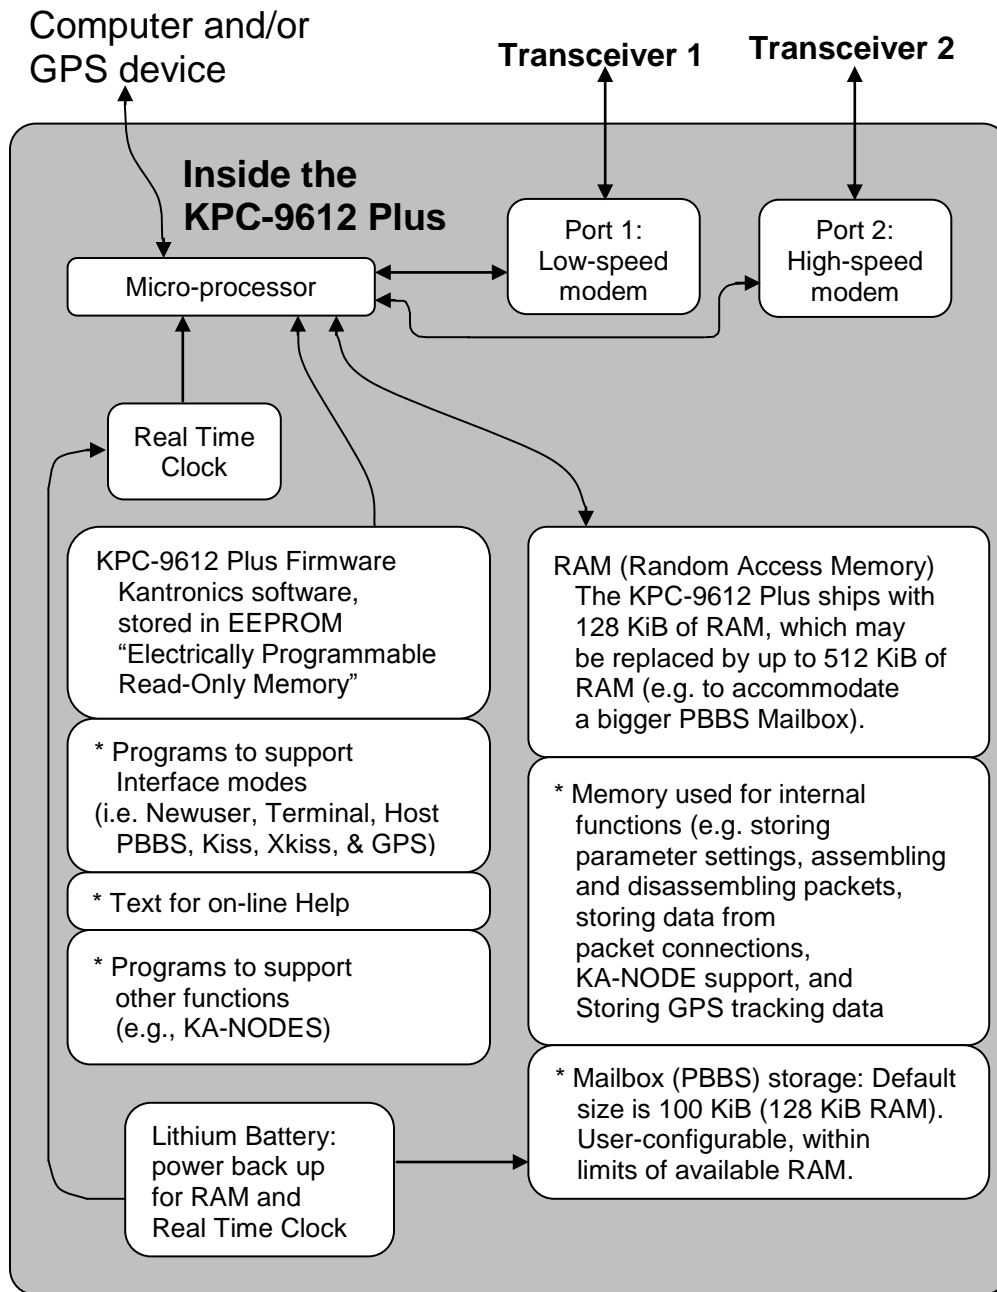 Computer and/or
GPS device
Transceiver 1
Transceiver 2
Inside the
KPC-9612 Plus
Port 1:
Low-speed
modem
Port 2:
High-speed
modem
Micro-processor
Real Time
Clock
KPC-9612 Plus Firmware
Kantronics software,
stored in EEPROM
“Electrically Programmable
Read-Only Memory”
* Programs to support
Interface modes
(i.e. Newuser, Terminal, Host
PBBS, Kiss, Xkiss, & GPS)
* Text for on-line Help
* Programs to support
other functions
(e.g., KA-NODES)
Lithium Battery:
power back up
for RAM and
Real Time Clock
RAM (Random Access Memory)
The KPC-9612 Plus ships with
128 KiB of RAM, which may
be replaced by up to 512 KiB of
RAM (e.g. to accommodate
a bigger PBBS Mailbox).
* Memory used for internal
functions (e.g. storing
parameter settings, assembling
and disassembling packets,
storing data from
packet connections,
KA-NODE support, and
Storing GPS tracking data
* Mailbox (PBBS) storage: Default
size is 100 KiB (128 KiB RAM).
User-configurable, within
limits of available RAM.